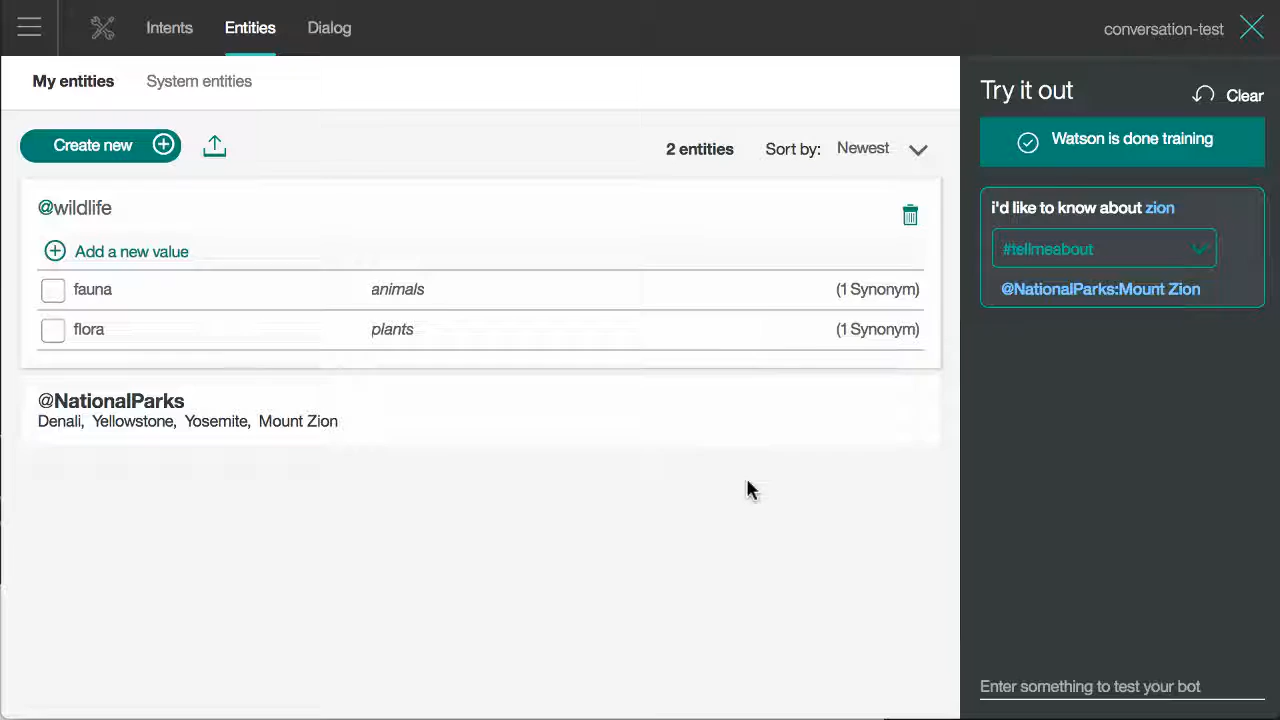 Intents Entities Dialog conversation-test
My entities System entities
Create new 2 entities Sort by: Newest
@wildlife
Add a new value
fauna animals (1 Synonym)
flora plants (1 Synonym)
@NationalParks
Denali, Yellowstone, Yosemite, Mount Zion
Try it out Clear
Watson is done training
i'd like to know about zion
#tellmeabout
@NationalParks:Mount Zion
Enter something to test your bot